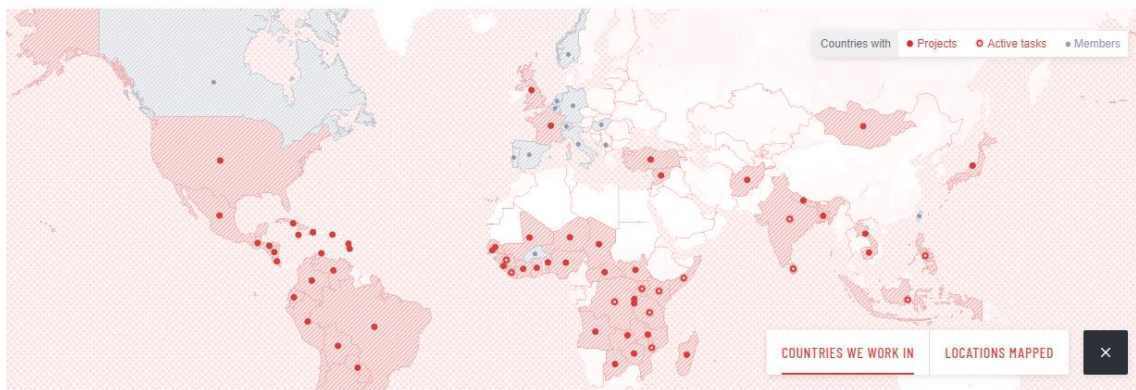 Countries with Projects Active tasks Members
COUNTRIES WE WORK IN LOCATIONS MAPPED